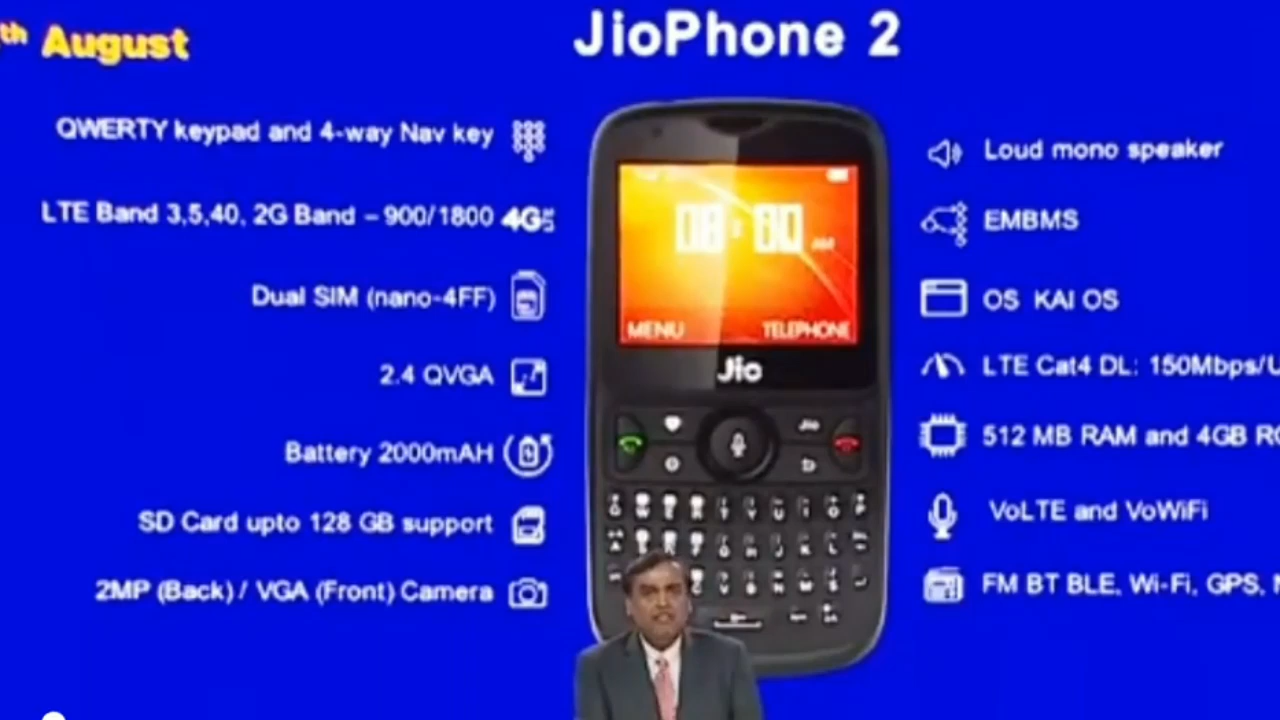 th August
JioPhone 2
QWERTY keypad and 4-way Nav key
LTE Band 3,5,40, 2G Band – 900/1800 4G
Dual SIM (nano-4FF)
2.4 QVGA
Battery 2000mAH
SD Card upto 128 GB support
2MP (Back) / VGA (Front) Camera
MENU TELEPHONE
Jio
Loud mono speaker
EMBMS
OS KAI OS
LTE Cat4 DL: 150Mbps/U
512 MB RAM and 4GB RO
VoLTE and VoWiFi
FM BT BLE, Wi-Fi, GPS,